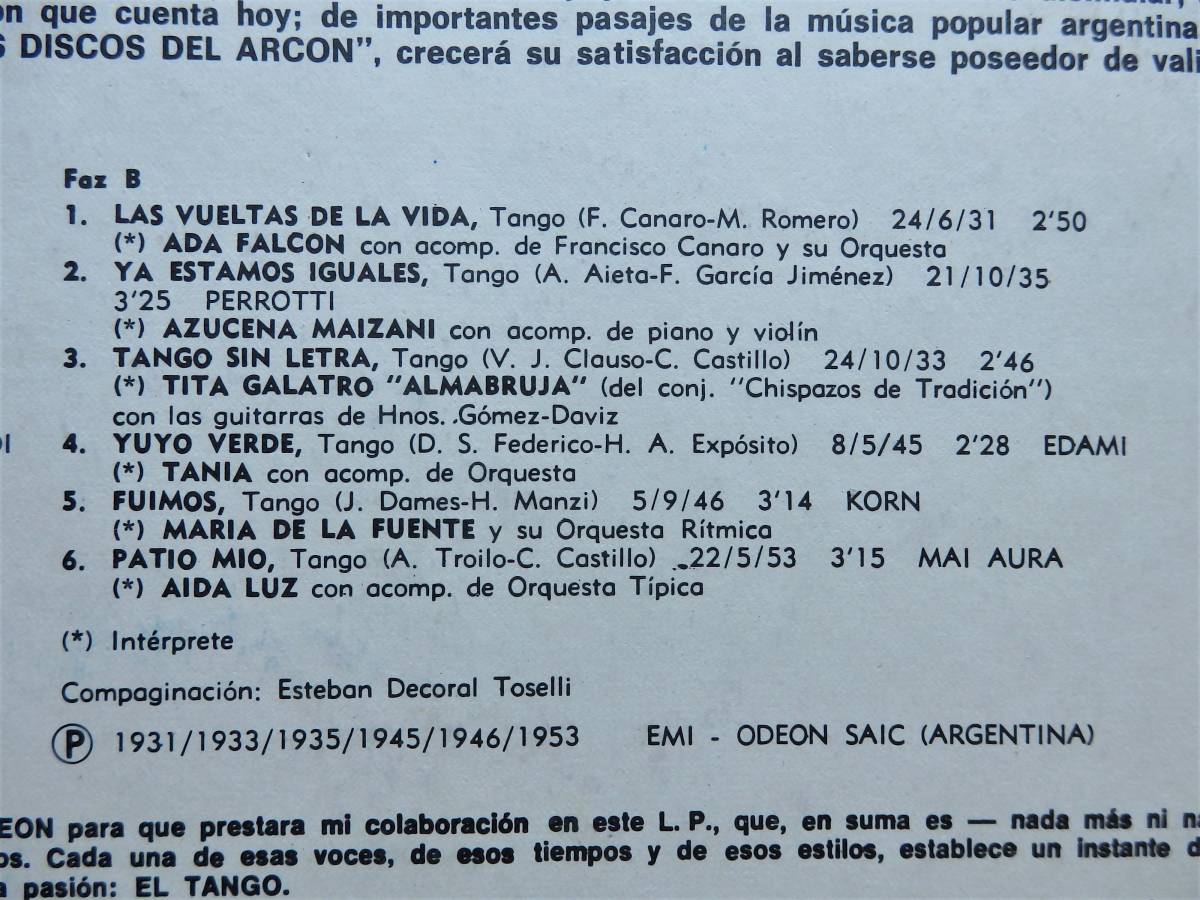 que cuenta hoy; de importantes pasajes de la música popular argentina
DISCOS DEL ARCON”, crecerá su satisfacción al saberse poseedor de vali
Faz B
1. LAS VUELTAS DE LA VIDA, Tango (F. Canaro-M. Romero) 24/6/31 2'50
(*) ADA FALCON con acomp. de Francisco Canaro y su Orquesta
2. YA ESTAMOS IGUALES, Tango (A. Aieta-F. García Jiménez) 21/10/35
3'25 PERROTTI
(*) AZUCENA MAIZANI con acomp. de piano y violín
3. TANGO SIN LETRA, Tango (V. J. Clauso-C. Castillo) 24/10/33 2'46
(*) TITA GALATRO "ALMABRUJA" (del conj. "Chispazos de Tradición")
con las guitarras de Hnos. Gómez-Daviz
4. YUYO VERDE, Tango (D. S. Federico-H. A. Expósito) 8/5/45 2'28 EDAMI
(*) TANIA con acomp. de Orquesta
5. FUIMOS, Tango (J. Dames-H. Manzi) 5/9/46 3'14 KORN
(*) MARIA DE LA FUENTE y su Orquesta Rítmica
6. PATIO MIO, Tango (A. Troilo-C. Castillo) 22/5/53 3'15 MAI AURA
(*) AIDA LUZ con acomp. de Orquesta Típica
(*) Intérprete
Compaginación: Esteban Decoral Toselli
℗ 1931/1933/1935/1945/1946/1953 EMI - ODEON SAIC (ARGENTINA)
EON para que prestara mi colaboración en este L. P., que, en suma es — nada más ni na
os. Cada una de esas voces, de esos tiempos y de esos estilos, establece un instante d
a pasión: EL TANGO.